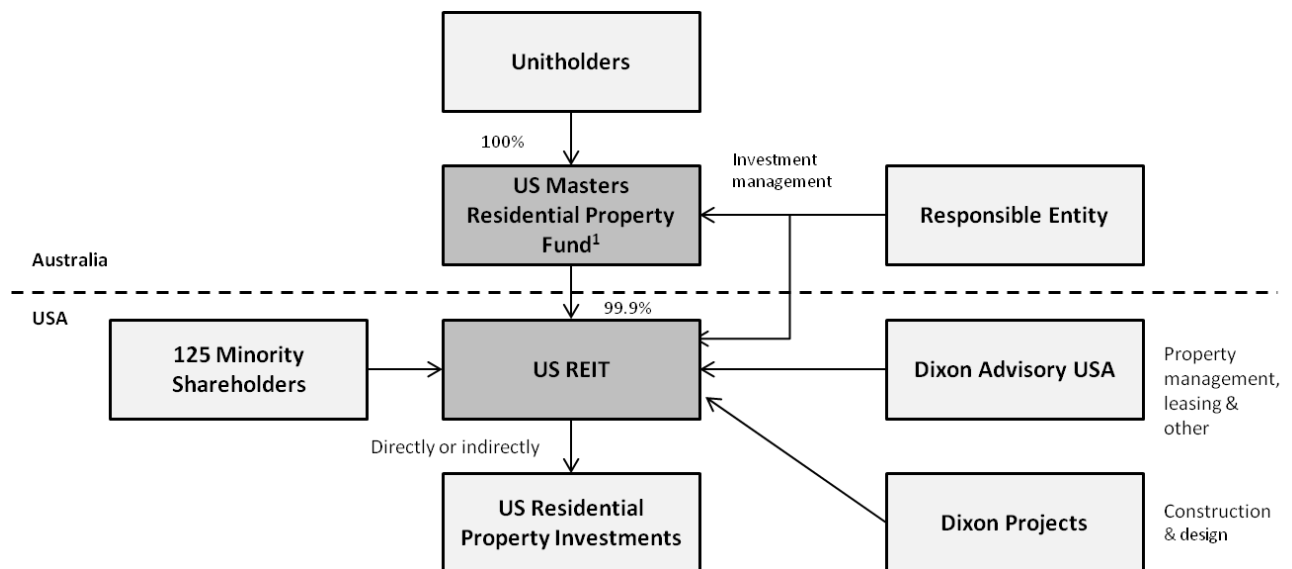 Unitholders
100%
Investment
management
US Masters
Residential Property
Fund¹
Responsible Entity
Australia
USA
99.9%
125 Minority
Shareholders
US REIT
Dixon Advisory USA
Property
management,
leasing &
other
Directly or indirectly
US Residential
Property Investments
Dixon Projects
Construction
& design